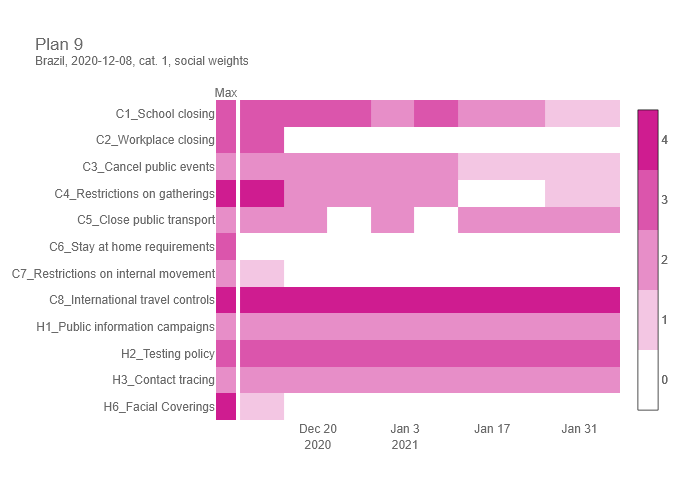 Plan 9
Brazil, 2020-12-08, cat. 1, social weights
Max
C1_School closing
C2_Workplace closing
C3_Cancel public events
C4_Restrictions on gatherings
C5_Close public transport
C6_Stay at home requirements
C7_Restrictions on internal movement
C8_International travel controls
H1_Public information campaigns
H2_Testing policy
H3_Contact tracing
H6_Facial Coverings
Dec 20 Jan 3 Jan 17 Jan 31
2020 2021
4
3
2
1
0